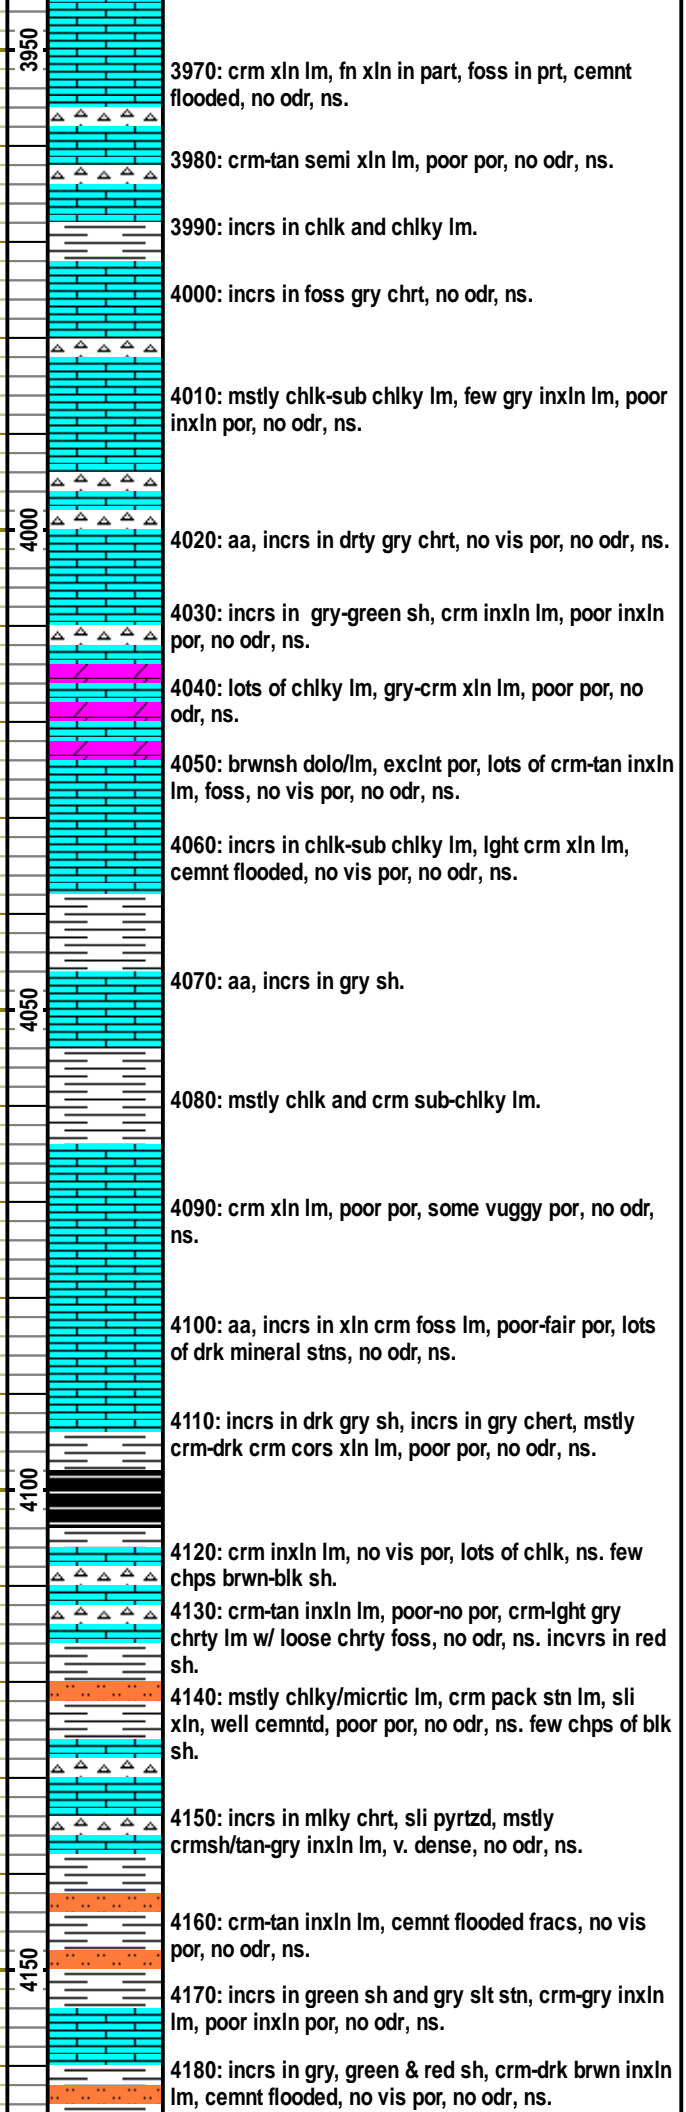 3950
3970: crm xln lm, fn xln in part, foss in prt, cemnt
flooded, no odr, ns.
3980: crm-tan semi xln lm, poor por, no odr, ns.
3990: incrs in chlk and chlky lm.
4000: incrs in foss gry chrt, no odr, ns.
4010: mstly chlk-sub chlky lm, few gry inxln lm, poor
inxln por, no odr, ns.
4000
4020: aa, incrs in drty gry chrt, no vis por, no odr, ns.
4030: incrs in  gry-green sh, crm inxln lm, poor inxln
por, no odr, ns.
4040: lots of chlky lm, gry-crm xln lm, poor por, no
odr, ns.
4050: brwnsh dolo/lm, exclnt por, lots of crm-tan inxln
lm, foss, no vis por, no odr, ns.
4060: incrs in chlk-sub chlky lm, lght crm xln lm,
cemnt flooded, no vis por, no odr, ns.
4070: aa, incrs in gry sh.
4050
4080: mstly chlk and crm sub-chlky lm.
4090: crm xln lm, poor por, some vuggy por, no odr,
ns.
4100: aa, incrs in xln crm foss lm, poor-fair por, lots
of drk mineral stns, no odr, ns.
4110: incrs in drk gry sh, incrs in gry chert, mstly
crm-drk crm cors xln lm, poor por, no odr, ns.
4100
4120: crm inxln lm, no vis por, lots of chlk, ns. few
chps brwn-blk sh.
4130: crm-tan inxln lm, poor-no por, crm-lght gry
chrty lm w/ loose chrty foss, no odr, ns. incvrs in red
sh.
4140: mstly chlky/micrtic lm, crm pack stn lm, sli
xln, well cemntd, poor por, no odr, ns. few chps of blk
sh.
4150: incrs in mlky chrt, sli pyrtzd, mstly
crmsh/tan-gry inxln lm, v. dense, no odr, ns.
4160: crm-tan inxln lm, cemnt flooded fracs, no vis
por, no odr, ns.
4150
4170: incrs in green sh and gry slt stn, crm-gry inxln
lm, poor inxln por, no odr, ns.
4180: incrs in gry, green & red sh, crm-drk brwn inxln
lm, cemnt flooded, no vis por, no odr, ns.